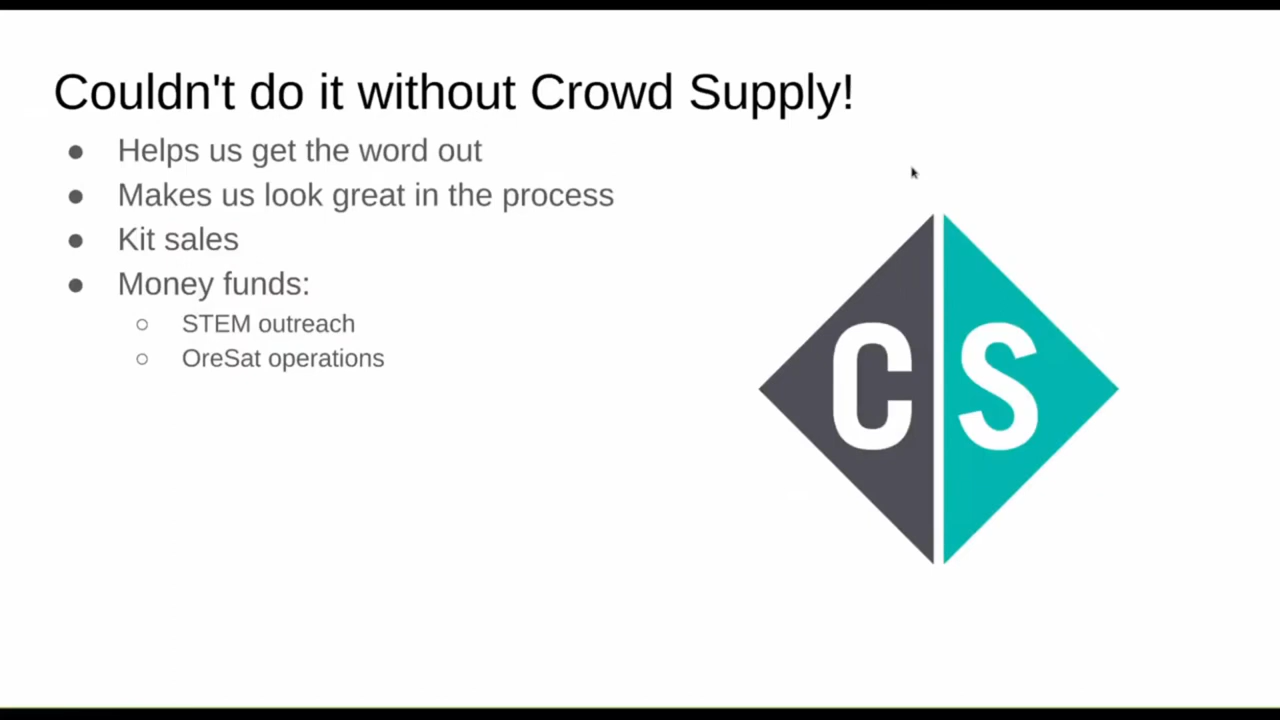 Couldn't do it without Crowd Supply!
● Helps us get the word out
● Makes us look great in the process
● Kit sales
● Money funds:
○ STEM outreach
○ OreSat operations
CS